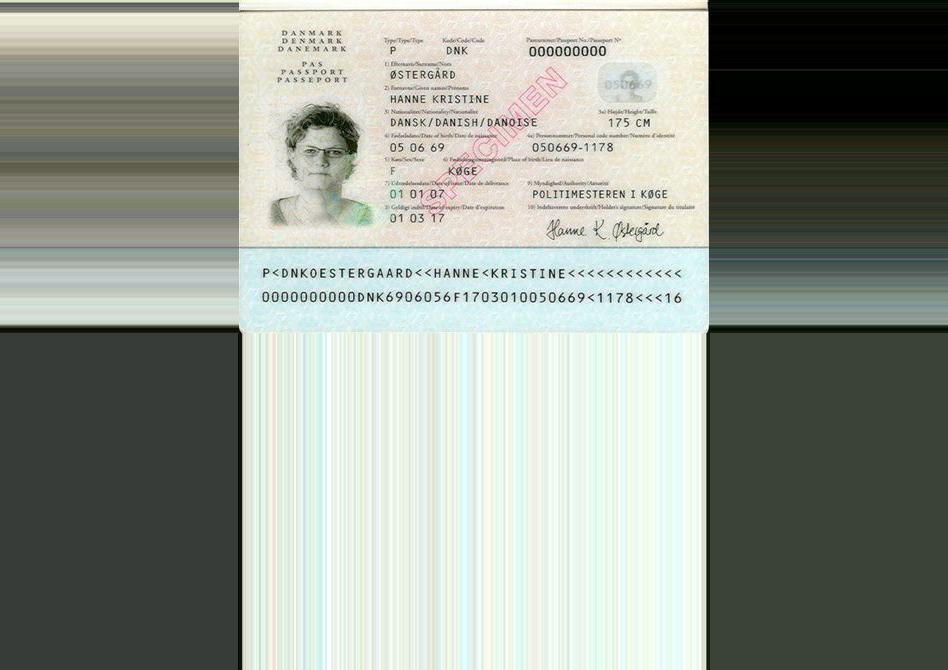 DANMARK
DENMARK
DANEMARK
PAS
PASSPORT
PASSEPORT
Type/Type/Type Kode/Code/Code Pasnummer/Passport No./Passeport N°
P DNK 000000000
1) Efternavn/Surname/Nom
ØSTERGÅRD
050669
2) Fornavne/Given names/Prénoms
HANNE KRISTINE
3) Nationalitet/Nationality/Nationalité 3a) Højde/Height/Taille
DANSK/DANISH/DANOISE 175 CM
4) Fødselsdato/Date of birth/Date de naissance 4a) Personnummer/Personal code number/Numéro d'identité
05 06 69 050669-1178
5) Køn/Sex/Sexe 6) Fødselsregistreringssted/Place of birth/Lieu de naissance
F KØGE
7) Udstedelsesdato/Date of issue/Date de délivrance 9) Myndighed/Authority/Autorité
01 01 07 POLITIMESTEREN I KØGE
8) Gyldigt indtil/Date of expiry/Date d'expiration 10) Indehaverens underskrift/Holder's signature/Signature du titulaire
01 03 17
Hanne K. Østergård
SPECIMEN
P<DNKOESTERGAARD<<HANNE<KRISTINE<<<<<<<<<<<<
0000000000DNK6906056F1703010050669<1178<<<16